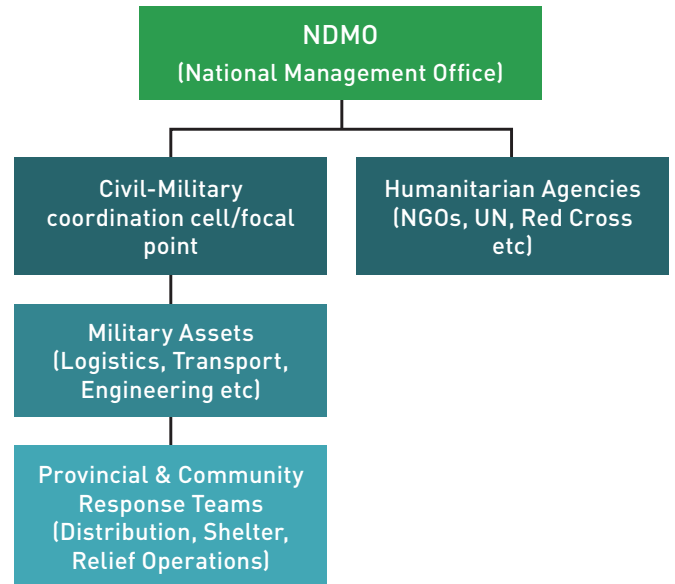 NDMO
(National Management Office)
Civil-Military
coordination cell/focal
point
Humanitarian Agencies
(NGOs, UN, Red Cross
etc)
Military Assets
(Logistics, Transport,
Engineering etc)
Provincial & Community
Response Teams
(Distribution, Shelter,
Relief Operations)